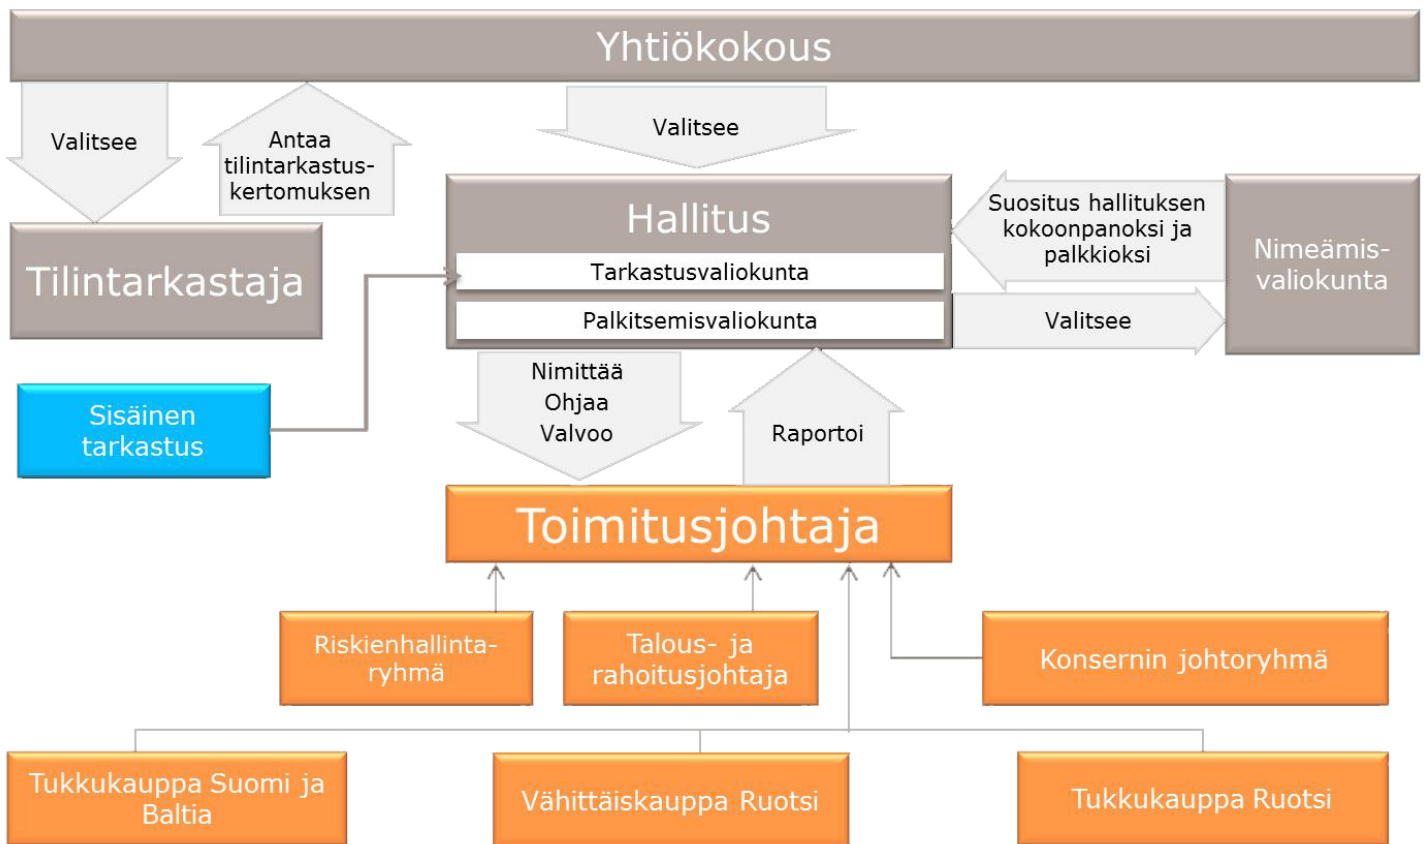 Yhtiökokous
Valitsee
Antaa
tilintarkastus-
kertomuksen
Valitsee
Hallitus
Tarkastusvaliokunta
Palkitsemisvaliokunta
Suositus hallituksen
kokoonpanoksi ja
palkkioksi
Valitsee
Nimeämis-
valiokunta
Tilintarkastaja
Sisäinen
tarkastus
Nimittää
Ohjaa
Valvoo
Raportoi
Toimitusjohtaja
Riskienhallinta-
ryhmä
Talous- ja
rahoitusjohtaja
Konsernin johtoryhmä
Tukkukauppa Suomi ja
Baltia
Vähittäiskauppa Ruotsi
Tukkukauppa Ruotsi